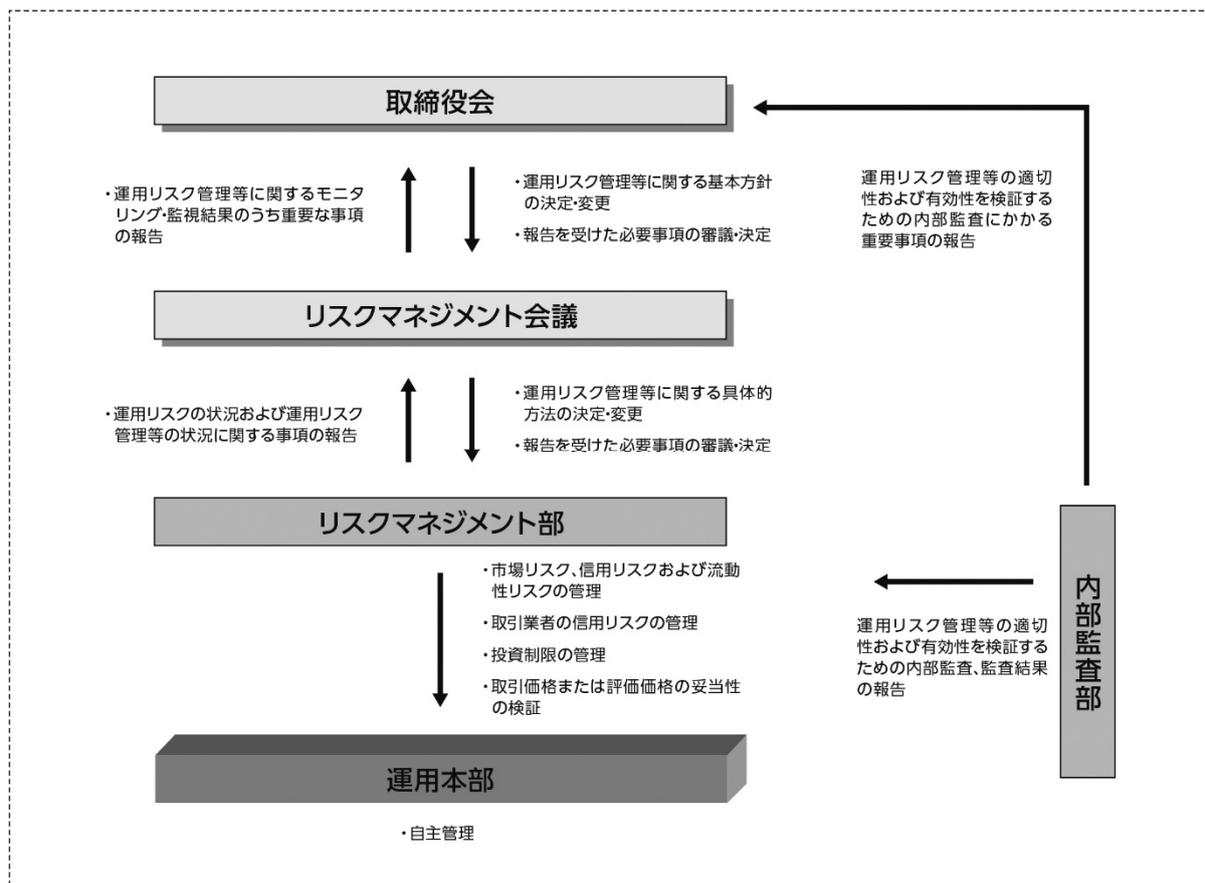 取締役会
・運用リスク管理等に関するモニタ
リング・監視結果のうち重要な事項
の報告
・運用リスク管理等に関する基本方針
の決定・変更
・報告を受けた必要事項の審議・決定
運用リスク管理等の適切
性および有効性を検証する
ための内部監査にかかる
重要事項の報告
リスクマネジメント会議
・運用リスクの状況および運用リスク
管理等の状況に関する事項の報告
・運用リスク管理等に関する具体的
方法の決定・変更
・報告を受けた必要事項の審議・決定
リスクマネジメント部
・市場リスク、信用リスクおよび流動
性リスクの管理
・取引業者の信用リスクの管理
・投資制限の管理
・取引価格または評価価格の妥当性
の検証
運用リスク管理等の適切
性および有効性を検証する
ための内部監査、監査結果
の報告
内部監査部
運用本部
・自主管理